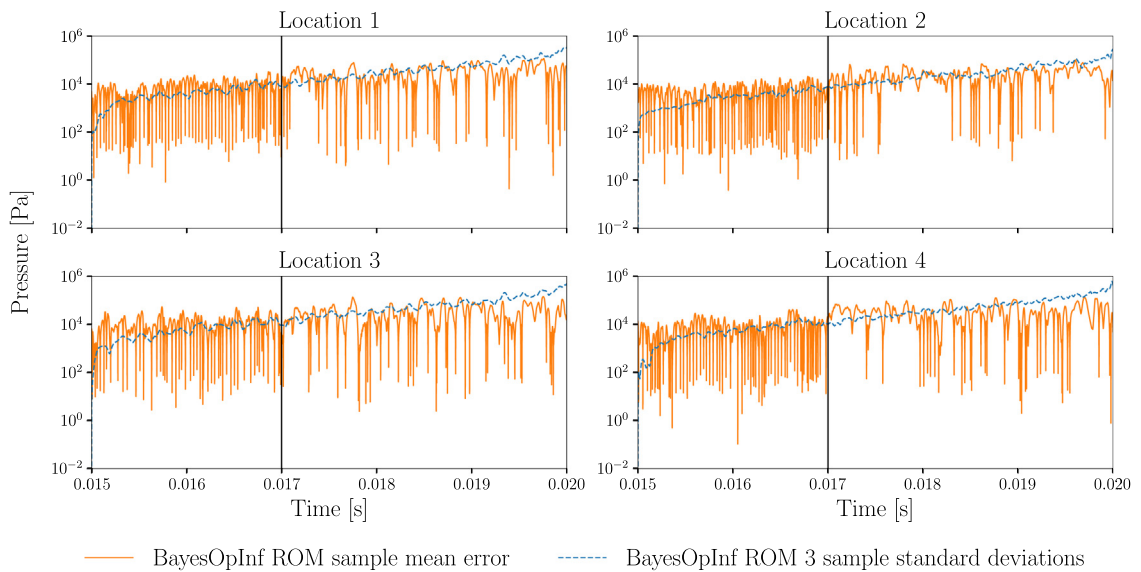 Location 1
Location 2
10^6
10^4
10^2
10^0
10^-2
10^6
10^4
10^2
10^0
10^-2
Pressure [Pa]
Location 3
Location 4
10^6
10^4
10^2
10^0
10^-2
0.015 0.016 0.017 0.018 0.019 0.020
Time [s]
10^6
10^4
10^2
10^0
10^-2
0.015 0.016 0.017 0.018 0.019 0.020
Time [s]
BayesOpInf ROM sample mean error
BayesOpInf ROM 3 sample standard deviations